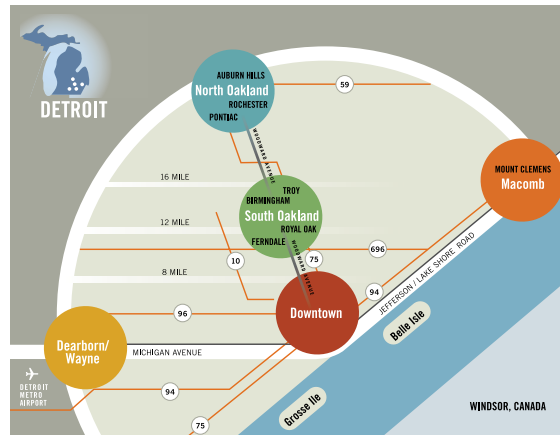 DETROIT
AUBURN HILLS
North Oakland
ROCHESTER
PONTIAC
59
WOODWARD AVENUE
16 MILE
TROY
BIRMINGHAM
South Oakland
ROYAL OAK
FERNDALE
12 MILE
MOUNT CLEMENS
Macomb
696
10
WOODWARD AVENUE
75
8 MILE
94
JEFFERSON / LAKE SHORE ROAD
96
Downtown
Belle Isle
Dearborn/
Wayne
MICHIGAN AVENUE
DETROIT
METRO
AIRPORT
94
Grosse Ile
WINDSOR, CANADA
75